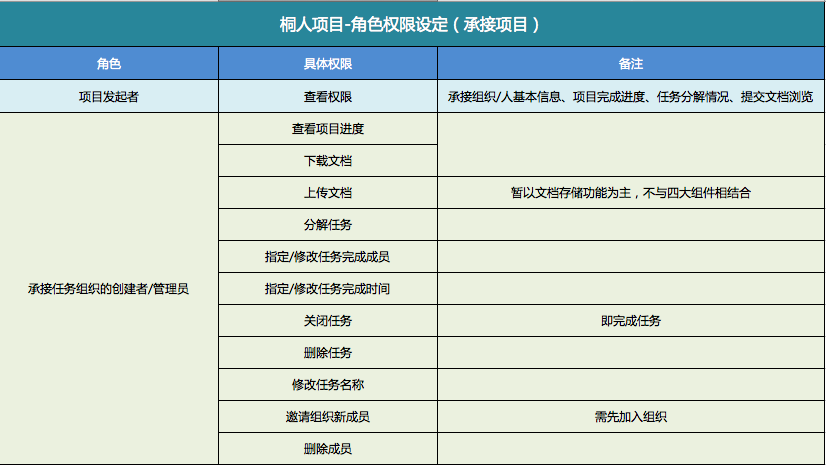 桐人项目-角色权限设定（承接项目）
角色 具体权限 备注
项目发起者 查看权限 承接组织/人基本信息、项目完成进度、任务分解情况、提交文档浏览
查看项目进度
下载文档
上传文档 暂以文档存储功能为主，不与四大组件相结合
分解任务
指定/修改任务完成成员
承接任务组织的创建者/管理员 指定/修改任务完成时间
关闭任务 即完成任务
删除任务
修改任务名称
邀请组织新成员 需先加入组织
删除成员